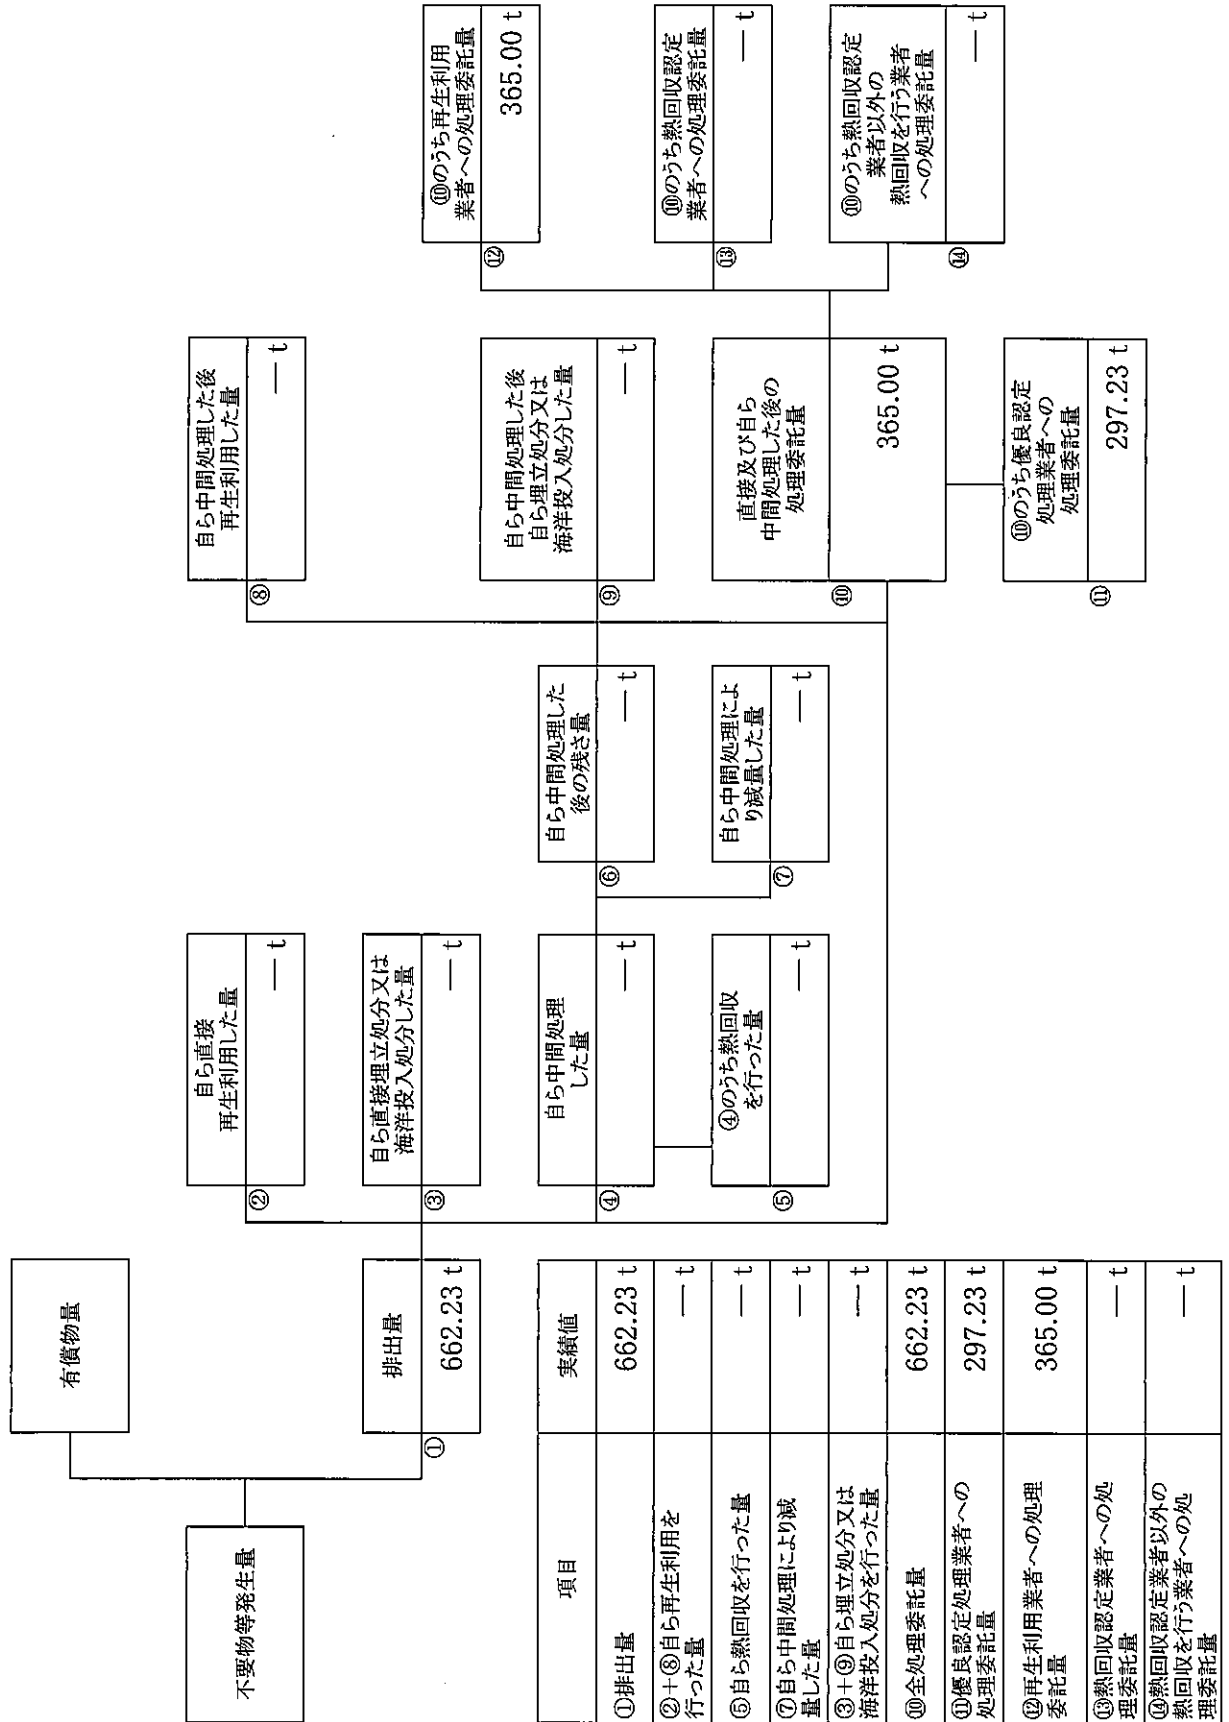 有償物量
不要物等発生量
排出量
①
662.23 t
自ら直接
再生利用した量
②
— t
自ら直接埋立処分又は
海洋投入処分した量
③
— t
自ら中間処理
した量
④
— t
④のうち熱回収
を行った量
⑤
— t
自ら中間処理した
後の残さ量
⑥
— t
自ら中間処理によ
り減量した量
⑦
— t
自ら中間処理した後
再生利用した量
⑧
— t
自ら中間処理した後
自ら埋立処分又は
海洋投入処分した量
⑨
— t
直接及び自ら
中間処理した後の
処理委託量
⑩
365.00 t
⑩のうち優良認定
処理業者への
処理委託量
⑪
297.23 t
⑩のうち再生利用
業者への処理委託量
⑫
365.00 t
⑩のうち熱回収認定
業者への処理委託量
⑬
— t
⑩のうち熱回収認定
業者以外の
熱回収を行う業者
への処理委託量
⑭
— t
項目 実績値
①排出量 662.23 t
②+⑧自ら再生利用を
行った量 — t
⑤自ら熱回収を行った量 — t
⑦自ら中間処理により減
量した量 — t
③+⑨自ら埋立処分又は
海洋投入処分を行った量 — t
⑩全処理委託量 662.23 t
⑪優良認定処理業者への
処理委託量 297.23 t
⑫再生利用業者への処理
委託量 365.00 t
⑬熱回収認定業者への処
理委託量 — t
⑭熱回収認定業者以外の
熱回収を行う業者への処
理委託量 — t